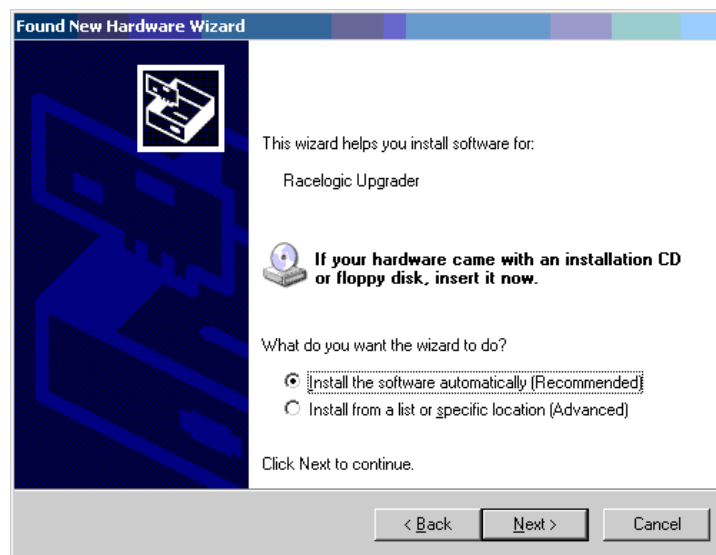 Found New Hardware Wizard
This wizard helps you install software for:
Racelogic Upgrader
If your hardware came with an installation CD
or floppy disk, insert it now.
What do you want the wizard to do?
Install the software automatically (Recommended)
Install from a list or specific location (Advanced)
Click Next to continue.
< Back Next > Cancel